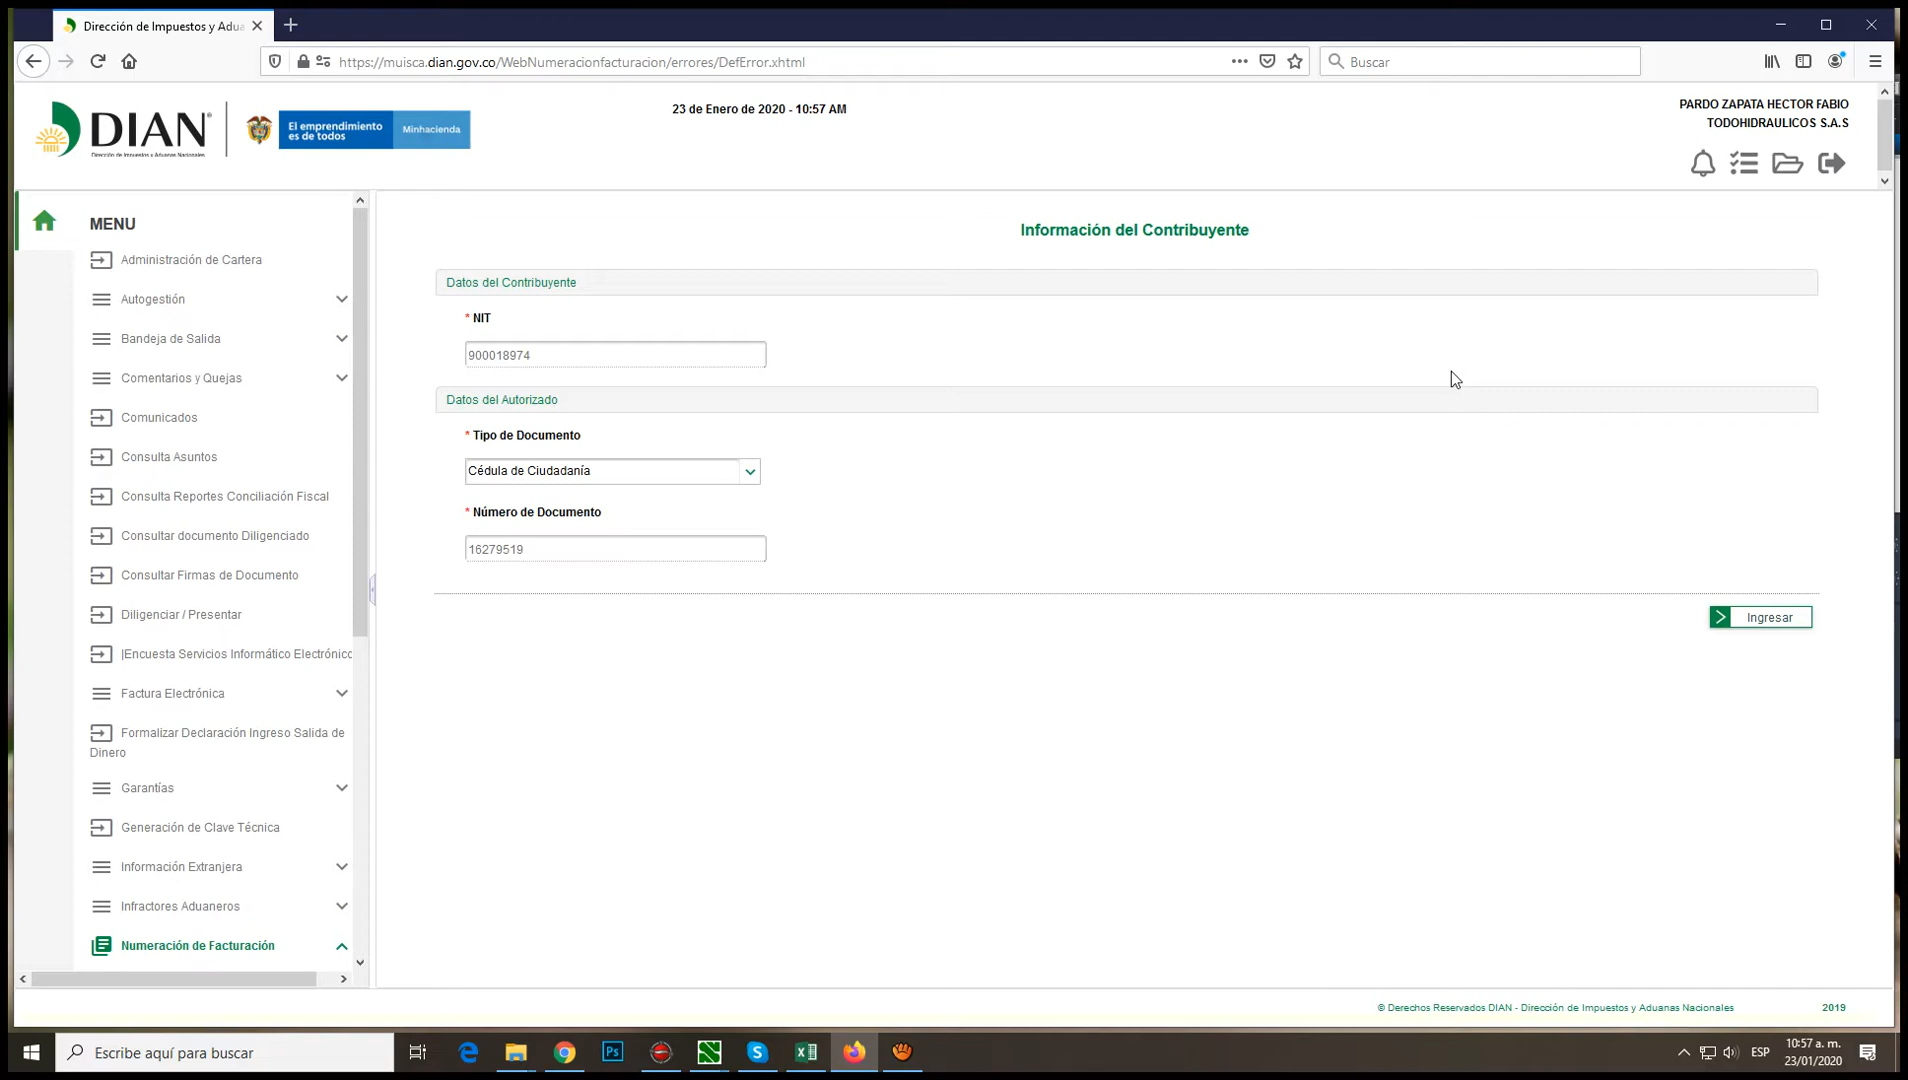 Dirección de Impuestos y Adua
https://muisca.dian.gov.co/WebNumeracionfacturacion/errores/DefError.xhtml
Buscar
DIAN
Dirección de Impuestos y Aduanas Nacionales
El emprendimiento
es de todos
Minhacienda
23 de Enero de 2020 - 10:57 AM
PARDO ZAPATA HECTOR FABIO
TODOHIDRAULICOS S.A.S
MENU
Administración de Cartera
Autogestión
Bandeja de Salida
Comentarios y Quejas
Comunicados
Consulta Asuntos
Consulta Reportes Conciliación Fiscal
Consultar documento Diligenciado
Consultar Firmas de Documento
Diligenciar / Presentar
|Encuesta Servicios Informático Electrónico
Factura Electrónica
Formalizar Declaración Ingreso Salida de
Dinero
Garantías
Generación de Clave Técnica
Información Extranjera
Infractores Aduaneros
Numeración de Facturación
Información del Contribuyente
Datos del Contribuyente
* NIT
900018974
Datos del Autorizado
* Tipo de Documento
Cédula de Ciudadanía
* Número de Documento
16279519
Ingresar
© Derechos Reservados DIAN - Dirección de Impuestos y Aduanas Nacionales 2019
Escribe aquí para buscar
Ps
ESP
10:57 a. m.
23/01/2020